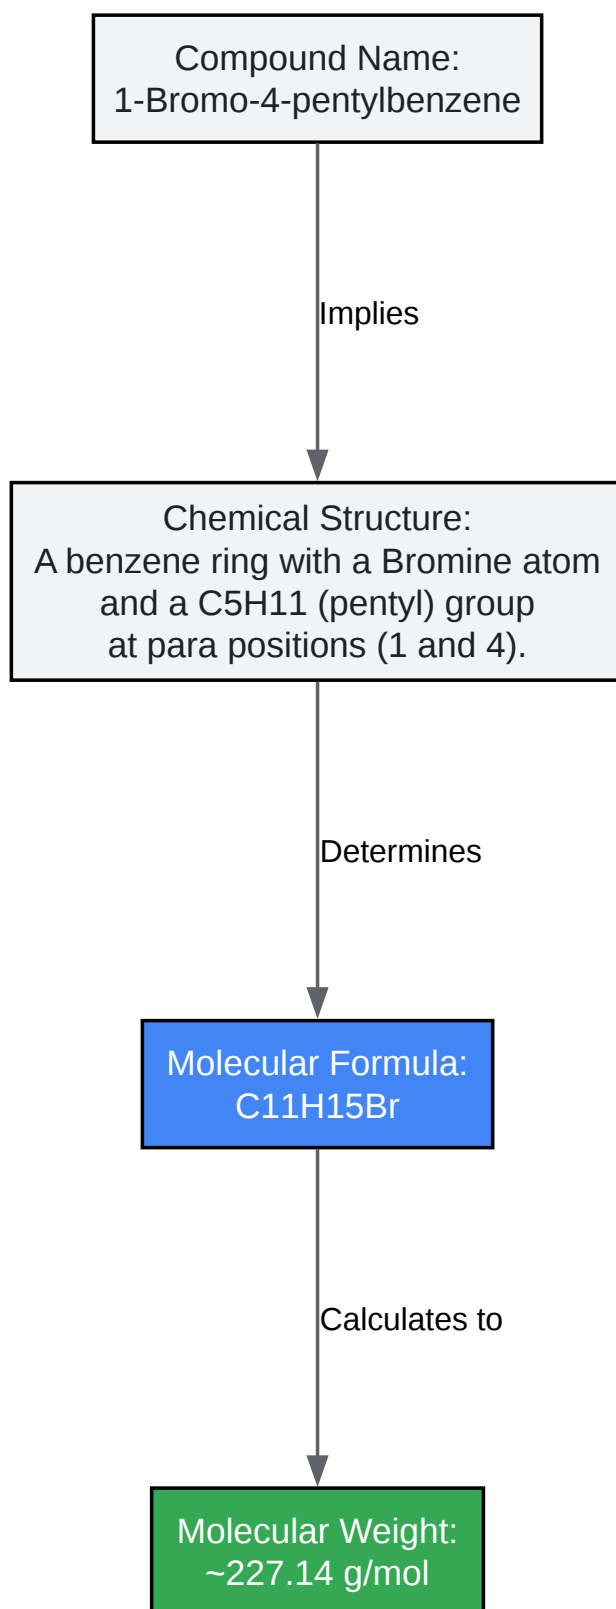 Compound Name:
1-Bromo-4-pentylbenzene
Implies
Chemical Structure:
A benzene ring with a Bromine atom
and a C5H11 (pentyl) group
at para positions (1 and 4).
Determines
Molecular Formula:
C11H15Br
Calculates to
Molecular Weight:
~227.14 g/mol